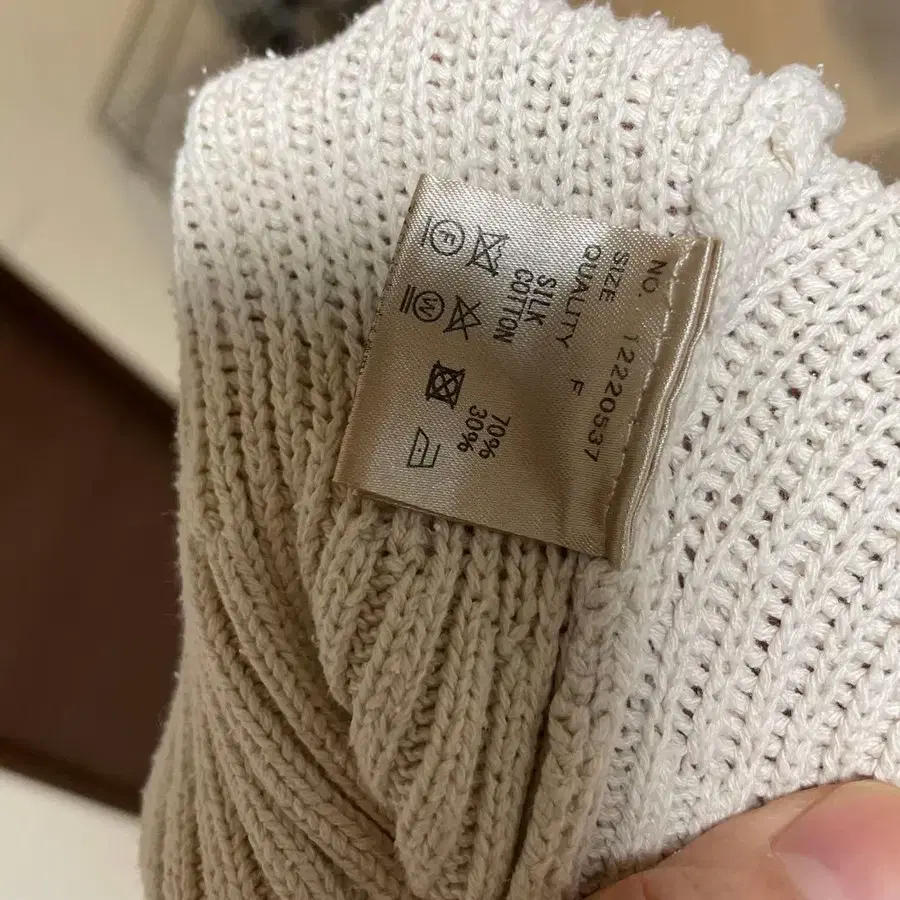 NO. 12220537
SIZE F
QUALITY
SILK 70%
COTTON 30%
F
W